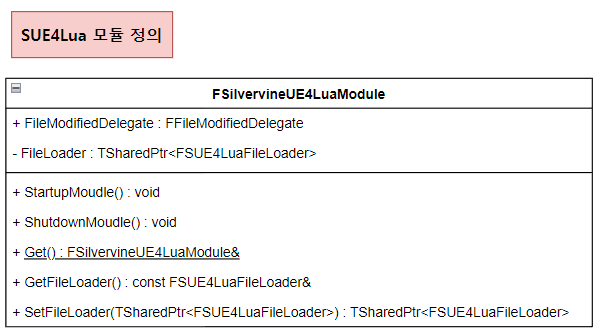 SUE4Lua 모듈 정의
FSilvervineUE4LuaModule
+ FileModifiedDelegate : FFileModifiedDelegate
- FileLoader : TSharedPtr<FSUE4LuaFileLoader>
+ StartupMoudle() : void
+ ShutdownMoudle() : void
+ Get() : FSilvervineUE4LuaModule&
+ GetFileLoader() : const FSUE4LuaFileLoader&
+ SetFileLoader(TSharedPtr<FSUE4LuaFileLoader>) : TSharedPtr<FSUE4LuaFileLoader>